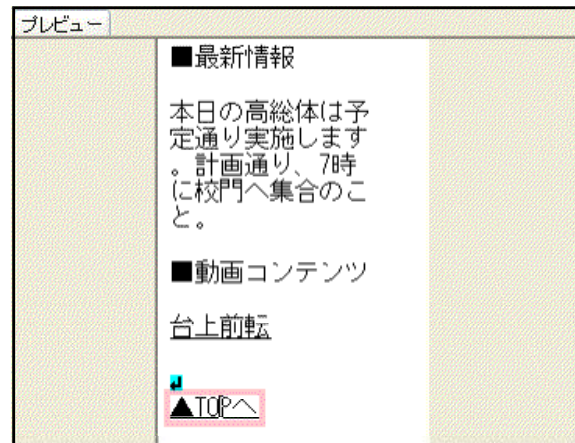 プレビュー
■最新情報
本日の高総体は予
定通り実施します
。計画通り、7時
に校門へ集合のこ
と。
■動画コンテンツ
台上前転
▲TOPへ